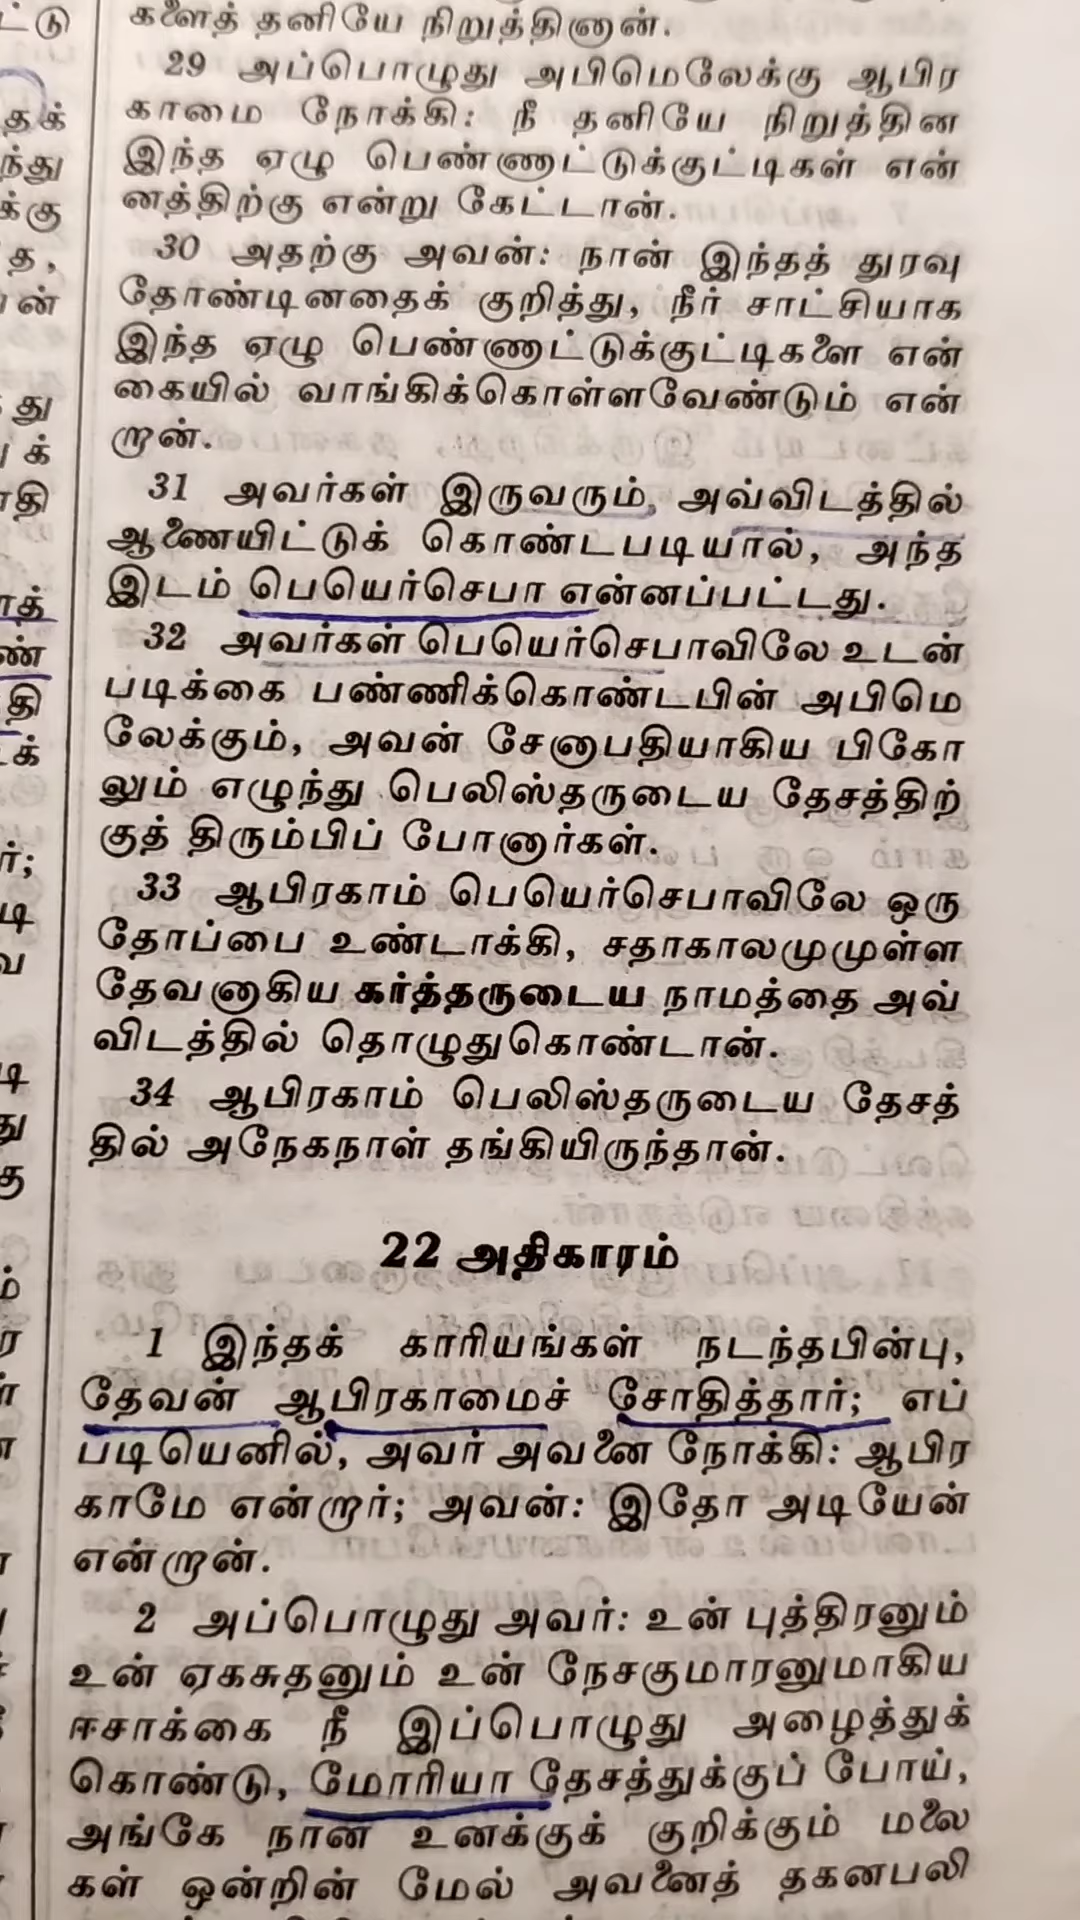 களைத் தனியே நிறுத்தினான்.
29 அப்பொழுது அபிமெலேக்கு ஆபிர
காமை நோக்கி: நீ தனியே நிறுத்தின
இந்த ஏழு பெண்ணாட்டுக்குட்டிகள் என்
னத்திற்கு என்று கேட்டான்.
30 அதற்கு அவன்: நான் இந்தத் துரவு
தோண்டினதைக் குறித்து, நீர் சாட்சியாக
இந்த ஏழு பெண்ணாட்டுக்குட்டிகளை என்
கையில் வாங்கிக்கொள்ளவேண்டும் என்
றான்.
31 அவர்கள் இருவரும், அவ்விடத்தில்
ஆணையிட்டுக் கொண்டபடியால், அந்த
இடம் பெயெர்செபா என்னப்பட்டது.
32 அவர்கள் பெயெர்செபாவிலே உடன்
படிக்கை பண்ணிக்கொண்டபின் அபிமெ
லேக்கும், அவன் சேனாபதியாகிய பிகோ
லும் எழுந்து பெலிஸ்தருடைய தேசத்திற்
குத் திரும்பிப் போனார்கள்.
33 ஆபிரகாம் பெயெர்செபாவிலே ஒரு
தோப்பை உண்டாக்கி, சதாகாலமுமுள்ள
தேவனாகிய கர்த்தருடைய நாமத்தை அவ்
விடத்தில் தொழுதுகொண்டான்.
34 ஆபிரகாம் பெலிஸ்தருடைய தேசத்
தில் அநேகநாள் தங்கியிருந்தான்.
22 அதிகாரம்
1 இந்தக் காரியங்கள் நடந்தபின்பு,
தேவன் ஆபிரகாமைச் சோதித்தார்; எப்
படியெனில், அவர் அவனை நோக்கி: ஆபிர
காமே என்றார்; அவன்: இதோ அடியேன்
என்றான்.
2 அப்பொழுது அவர்: உன் புத்திரனும்
உன் ஏகசுதனும் உன் நேசகுமாரனுமாகிய
ஈசாக்கை நீ இப்பொழுது அழைத்துக்
கொண்டு, மோரியா தேசத்துக்குப் போய்,
அங்கே நான் உனக்குக் குறிக்கும் மலை
கள் ஒன்றின் மேல் அவனைத் தகனபலி